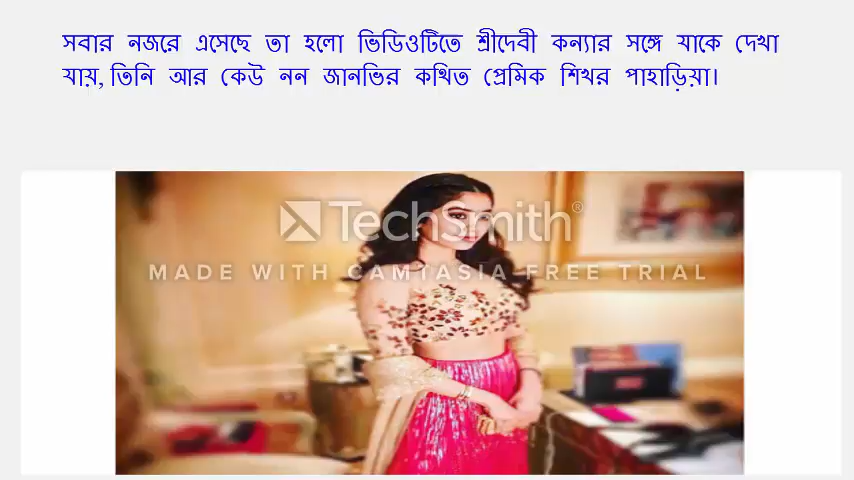 সবার নজরে এসেছে তা হলো ভিডিওটিতে শ্রীদেবী কন্যার সঙ্গে যাকে দেখা
যায়, তিনি আর কেউ নন জানভির কথিত প্রেমিক শিখর পাহাড়িয়া।
TechSmith®
MADE WITH CAMTASIA FREE TRIAL